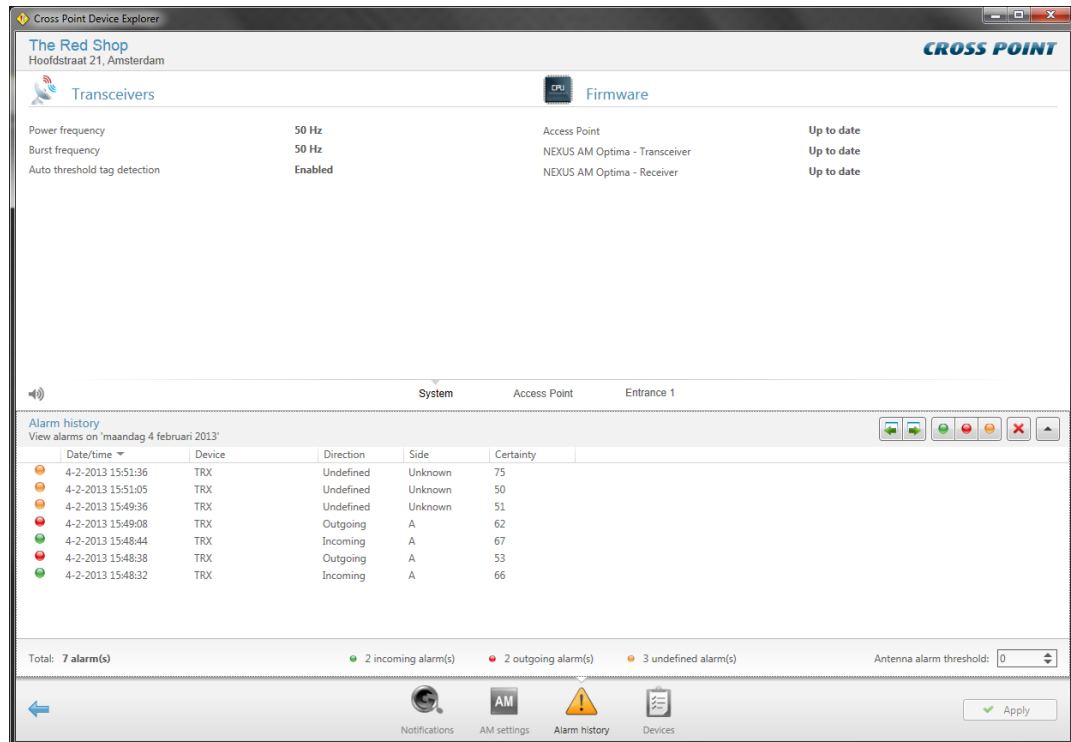 Cross Point Device Explorer
The Red Shop
Hoofdstraat 21, Amsterdam
CROSS POINT
Transceivers
CPU
Firmware
Power frequency 50 Hz
Access Point Up to date
Burst frequency 50 Hz
NEXUS AM Optima - Transceiver Up to date
Auto threshold tag detection Enabled
NEXUS AM Optima - Receiver Up to date
System Access Point Entrance 1
Alarm history
View alarms on 'maandag 4 februari 2013'
Date/time Device Direction Side Certainty
4-2-2013 15:51:36 TRX Undefined Unknown 75
4-2-2013 15:51:05 TRX Undefined Unknown 50
4-2-2013 15:49:36 TRX Undefined Unknown 51
4-2-2013 15:49:08 TRX Outgoing A 62
4-2-2013 15:48:44 TRX Incoming A 67
4-2-2013 15:48:38 TRX Outgoing A 53
4-2-2013 15:48:32 TRX Incoming A 66
Total: 7 alarm(s) 2 incoming alarm(s) 2 outgoing alarm(s) 3 undefined alarm(s) Antenna alarm threshold: 0
AM
Notifications AM settings Alarm history Devices
Apply